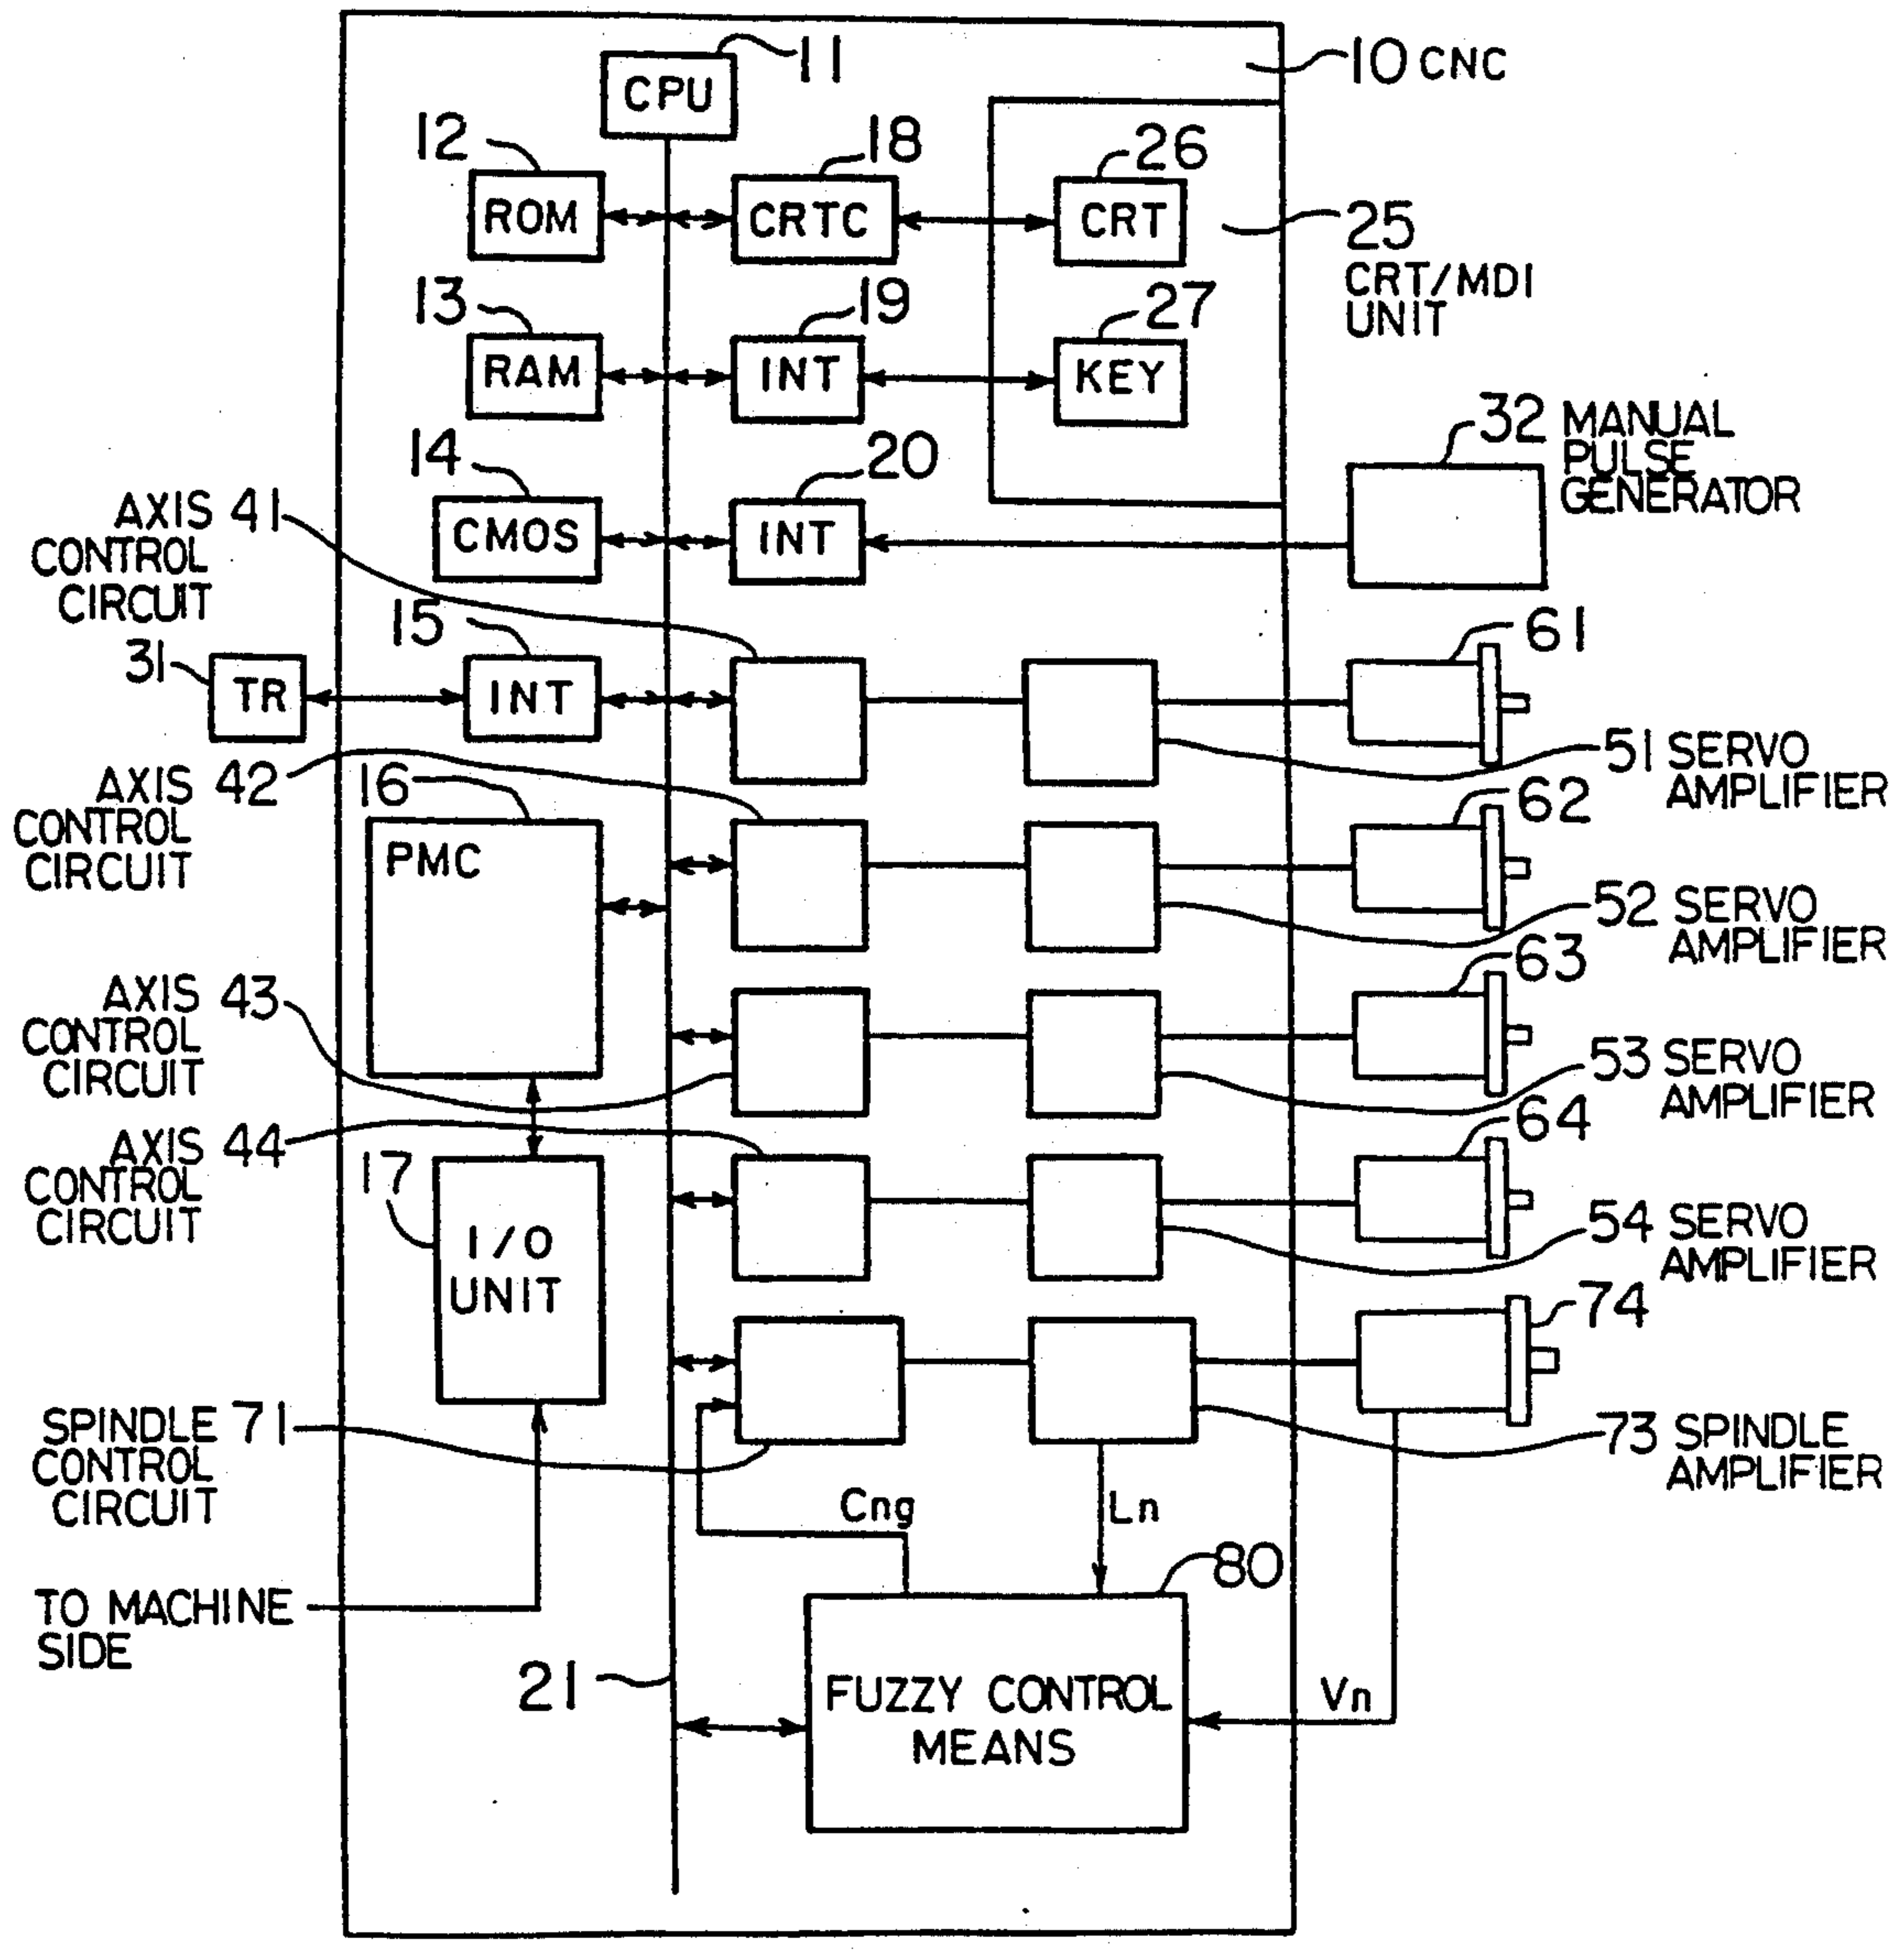 11
10 CNC
CPU
12
18
26
ROM
CRTC
CRT
25
CRT/MDI
UNIT
13
19
27
RAM
INT
KEY
32 MANUAL
PULSE
GENERATOR
14
20
CMOS
INT
AXIS 41
CONTROL
CIRCUIT
15
61
31
TR
INT
51 SERVO
AMPLIFIER
AXIS 42
CONTROL
CIRCUIT
16
62
PMC
52 SERVO
AMPLIFIER
63
AXIS 43
CONTROL
CIRCUIT
53 SERVO
AMPLIFIER
64
AXIS 44
CONTROL
CIRCUIT
17
I/O
UNIT
54 SERVO
AMPLIFIER
74
SPINDLE 71
CONTROL
CIRCUIT
73 SPINDLE
AMPLIFIER
Cng
Ln
80
TO MACHINE
SIDE
21
FUZZY CONTROL
MEANS
Vn